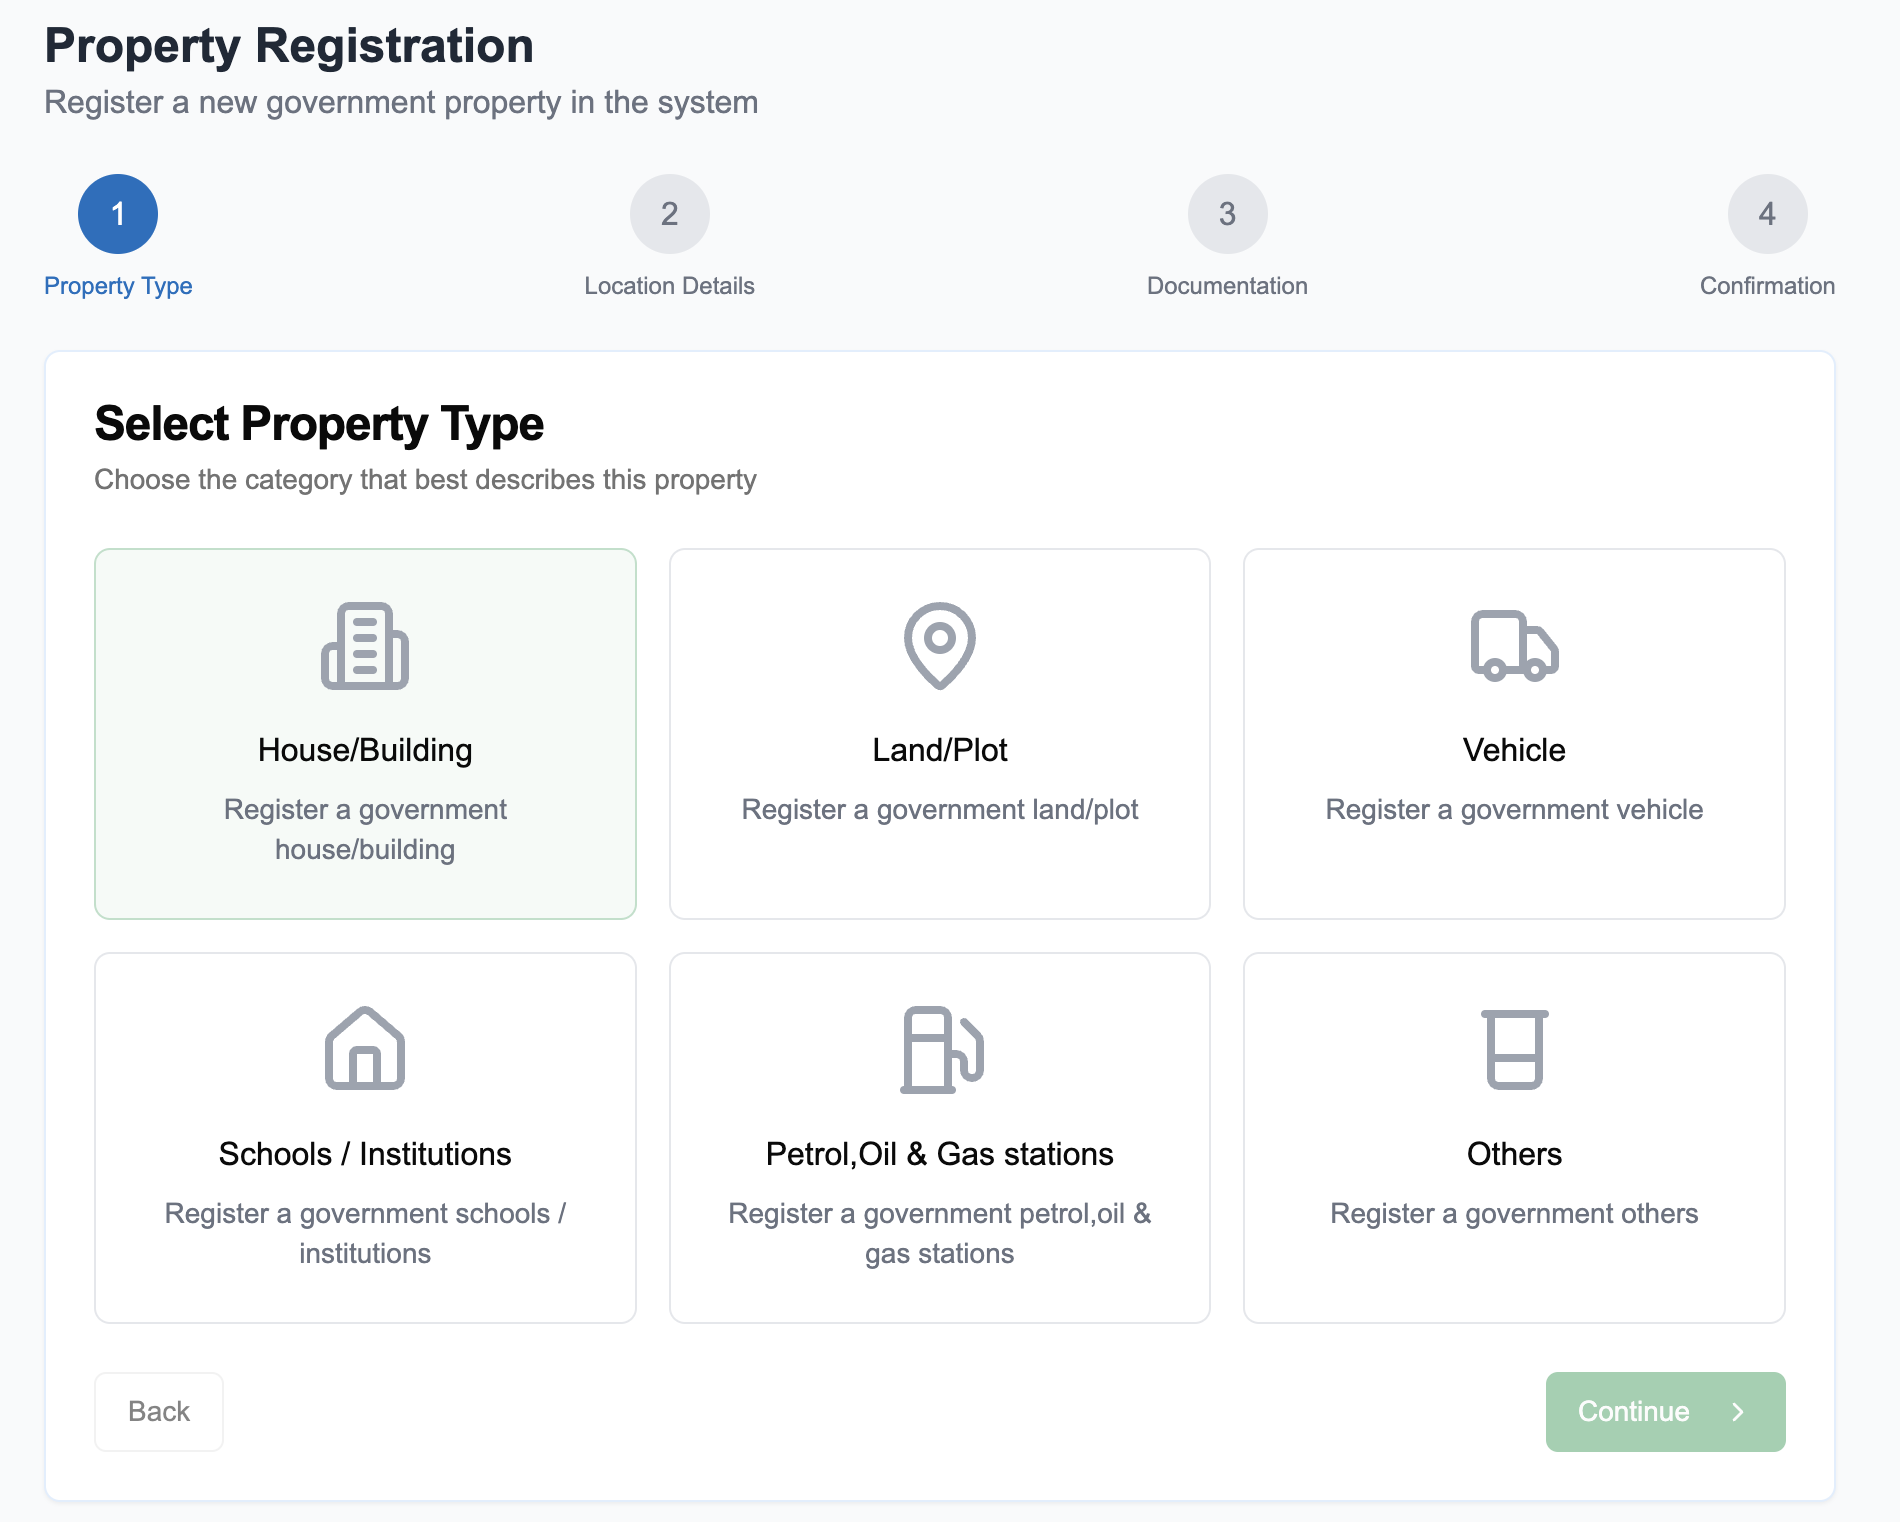 Property Registration
Register a new government property in the system
1
2
3
4
Property Type
Location Details
Documentation
Confirmation
Select Property Type
Choose the category that best describes this property
House/Building
Register a government
house/building
Land/Plot
Register a government land/plot
Vehicle
Register a government vehicle
Schools / Institutions
Register a government schools /
institutions
Petrol,Oil & Gas stations
Register a government petrol,oil &
gas stations
Others
Register a government others
Back
Continue